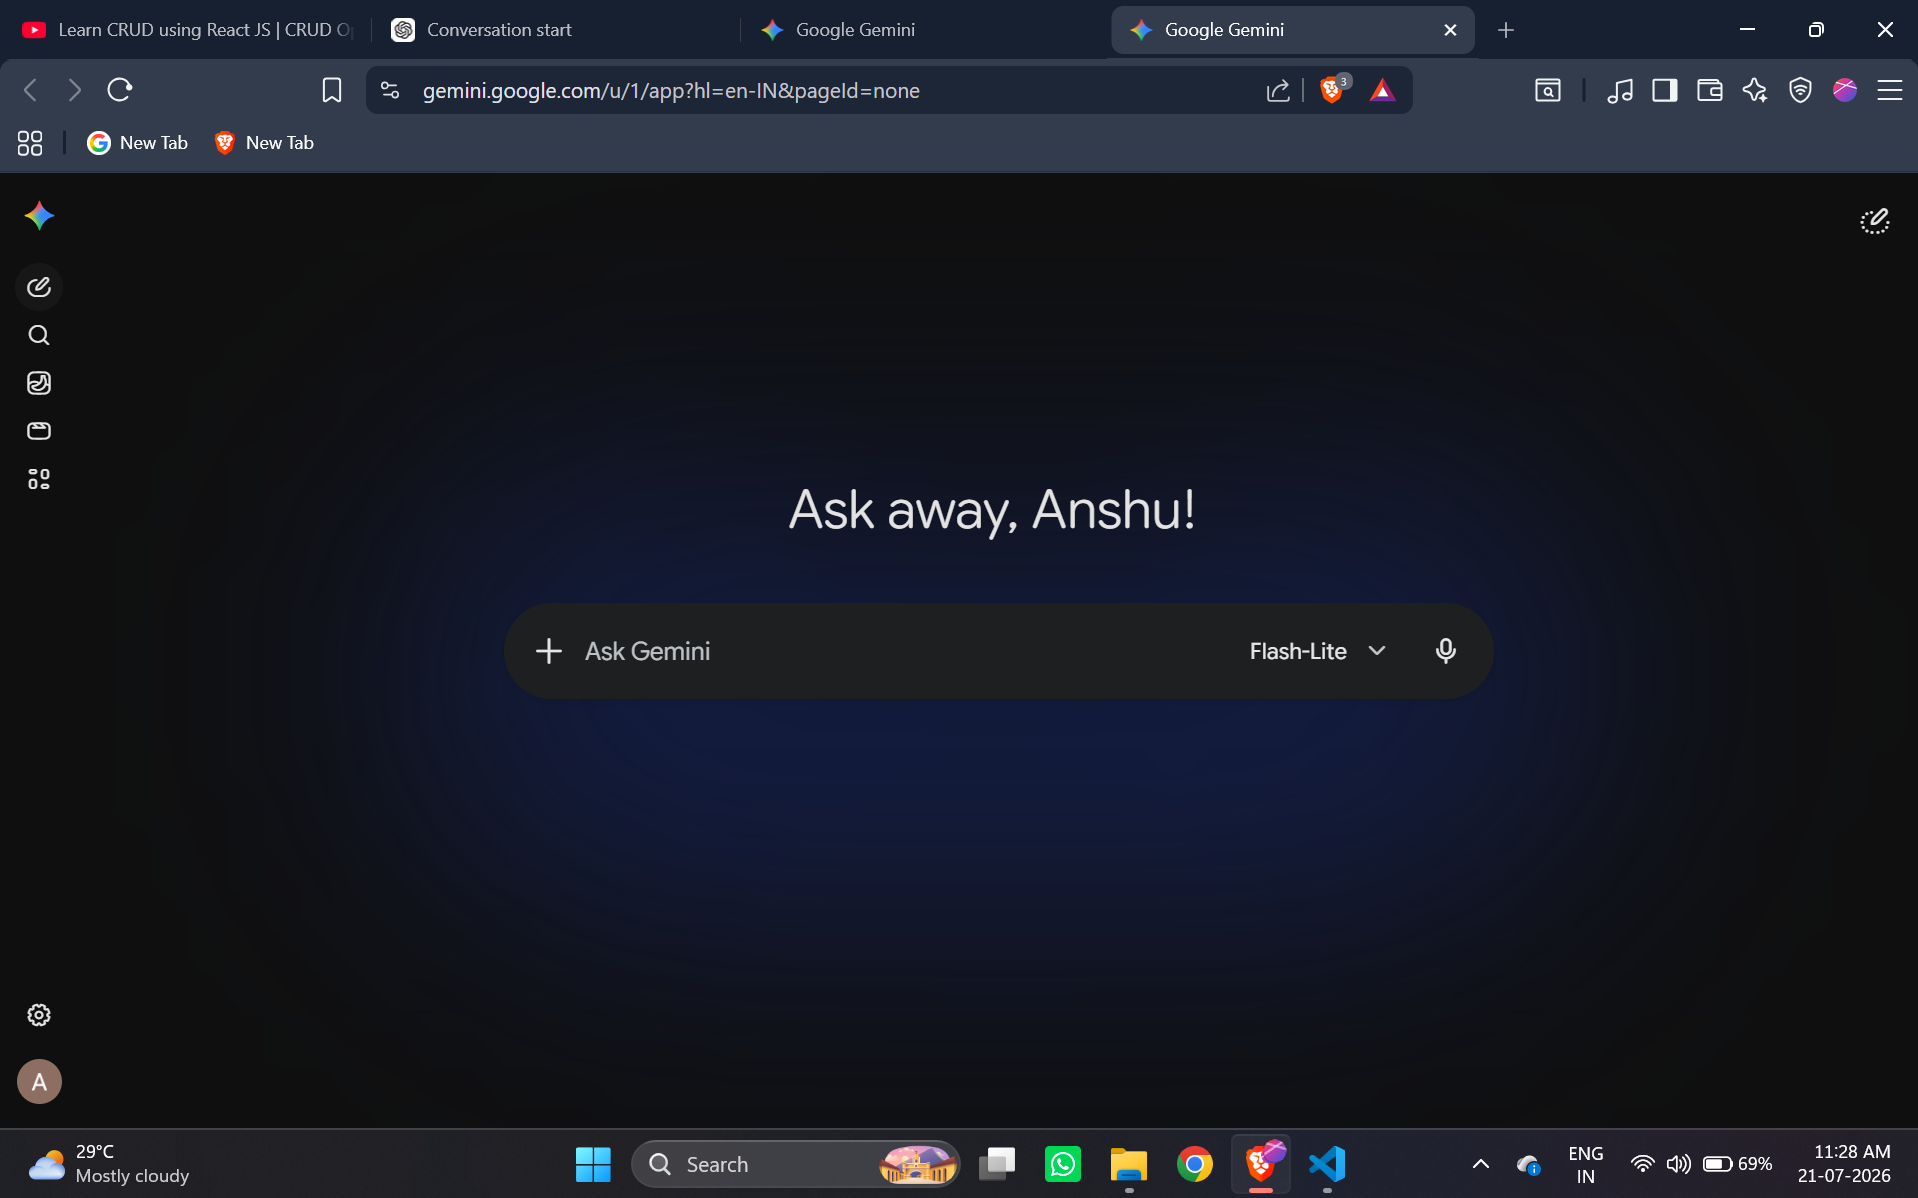 Learn CRUD using React JS | CRUD O
Conversation start
Google Gemini
Google Gemini
gemini.google.com/u/1/app?hl=en-IN&pageId=none
3
New Tab
New Tab
Ask away, Anshu!
Ask Gemini
Flash-Lite
A
29°C
Mostly cloudy
Search
ENG
IN
69%
11:28 AM
21-07-2026